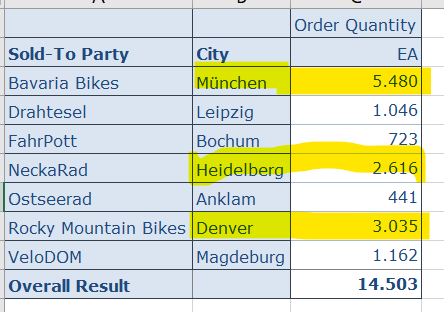 Order Quantity
Sold-To Party City EA
Bavaria Bikes München 5.480
Drahtesel Leipzig 1.046
FahrPott Bochum 723
NeckaRad Heidelberg 2.616
Ostseerad Anklam 441
Rocky Mountain Bikes Denver 3.035
VeloDOM Magdeburg 1.162
Overall Result 14.503